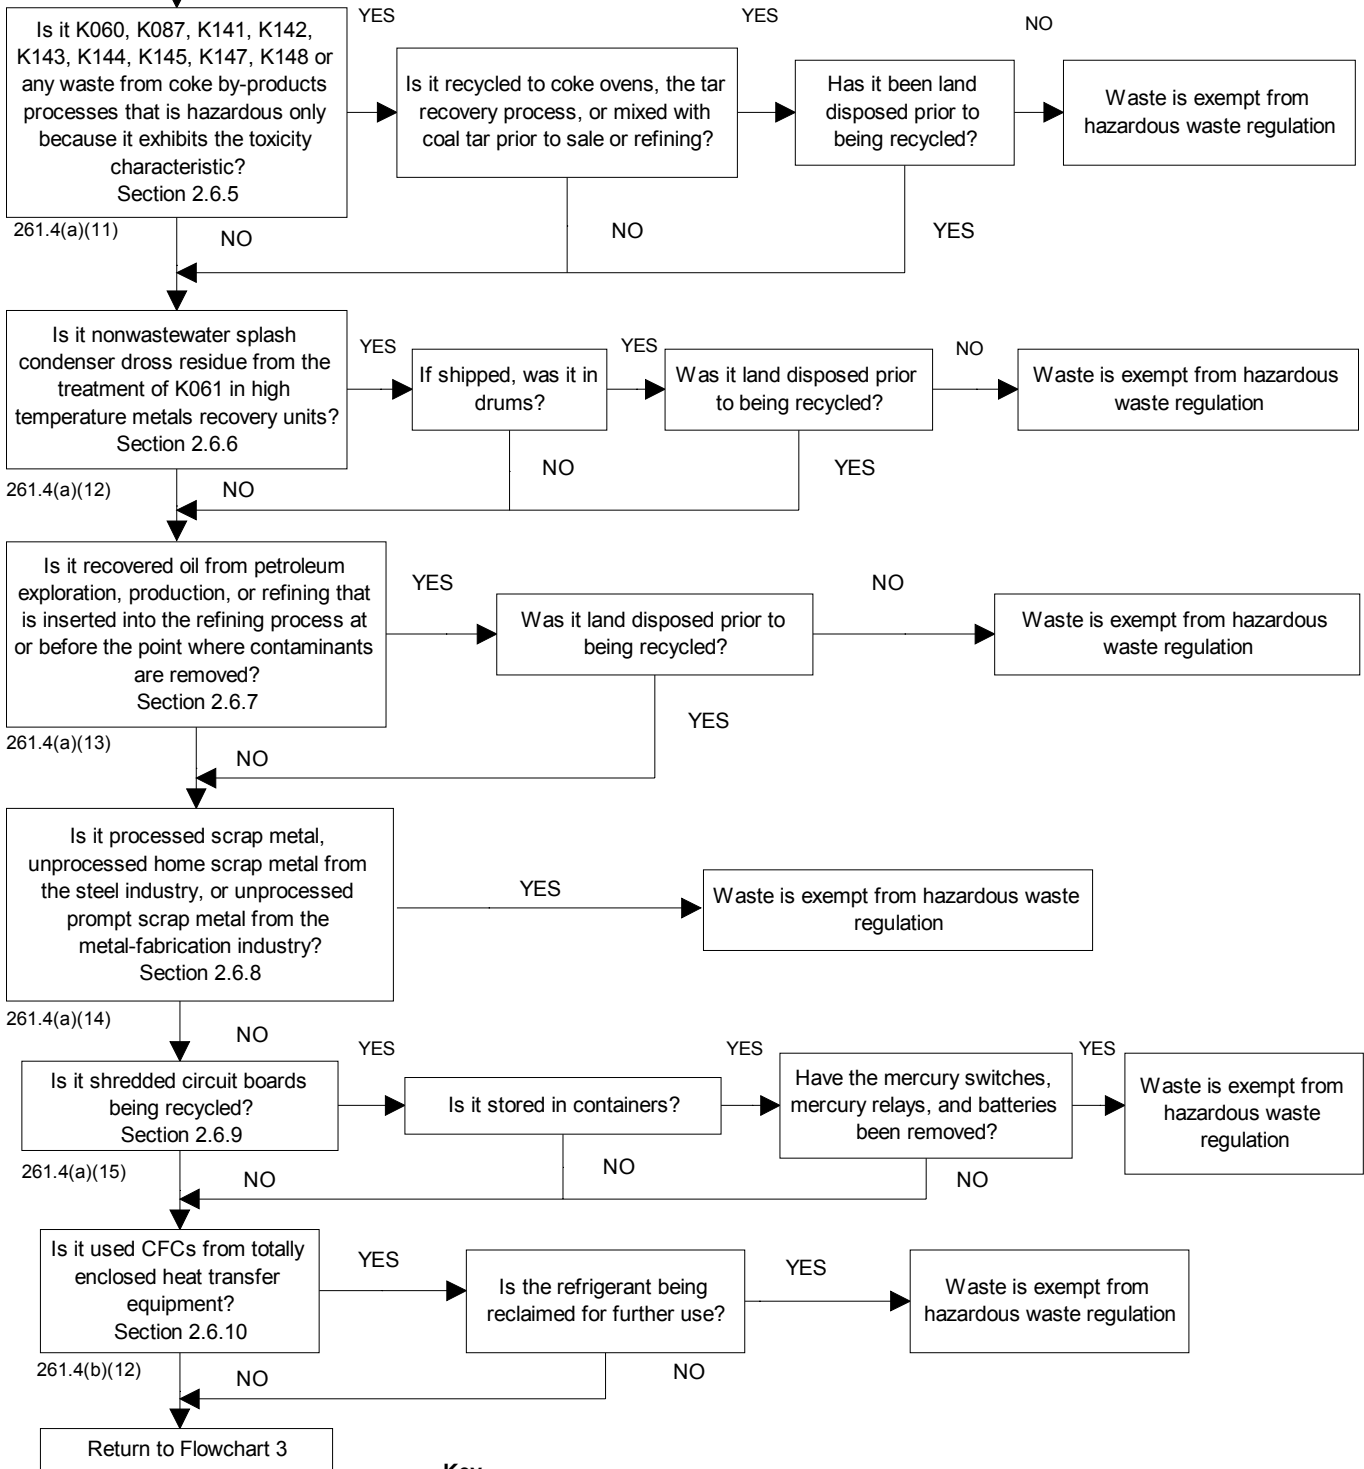 YES
YES
NO
Is it K060, K087, K141, K142,
K143, K144, K145, K147, K148 or
any waste from coke by-products
processes that is hazardous only
because it exhibits the toxicity
characteristic?
Section 2.6.5
Is it recycled to coke ovens, the tar
recovery process, or mixed with
coal tar prior to sale or refining?
Has it been land
disposed prior to
being recycled?
Waste is exempt from
hazardous waste regulation
261.4(a)(11)
NO
NO
YES
Is it nonwastewater splash
condenser dross residue from the
treatment of K061 in high
temperature metals recovery units?
Section 2.6.6
YES
If shipped, was it in
drums?
YES
Was it land disposed prior
to being recycled?
NO
Waste is exempt from hazardous
waste regulation
NO
YES
261.4(a)(12)
NO
Is it recovered oil from petroleum
exploration, production, or refining that
is inserted into the refining process at
or before the point where contaminants
are removed?
Section 2.6.7
YES
Was it land disposed prior to
being recycled?
NO
Waste is exempt from hazardous
waste regulation
YES
261.4(a)(13)
NO
Is it processed scrap metal,
unprocessed home scrap metal from
the steel industry, or unprocessed
prompt scrap metal from the
metal-fabrication industry?
Section 2.6.8
YES
Waste is exempt from hazardous waste
regulation
261.4(a)(14)
NO
YES
YES
YES
Is it shredded circuit boards
being recycled?
Section 2.6.9
Is it stored in containers?
Have the mercury switches,
mercury relays, and batteries
been removed?
Waste is exempt from
hazardous waste
regulation
261.4(a)(15)
NO
NO
NO
Is it used CFCs from totally
enclosed heat transfer
equipment?
Section 2.6.10
YES
Is the refrigerant being
reclaimed for further use?
YES
Waste is exempt from
hazardous waste regulation
261.4(b)(12)
NO
NO
Return to Flowchart 3
Key